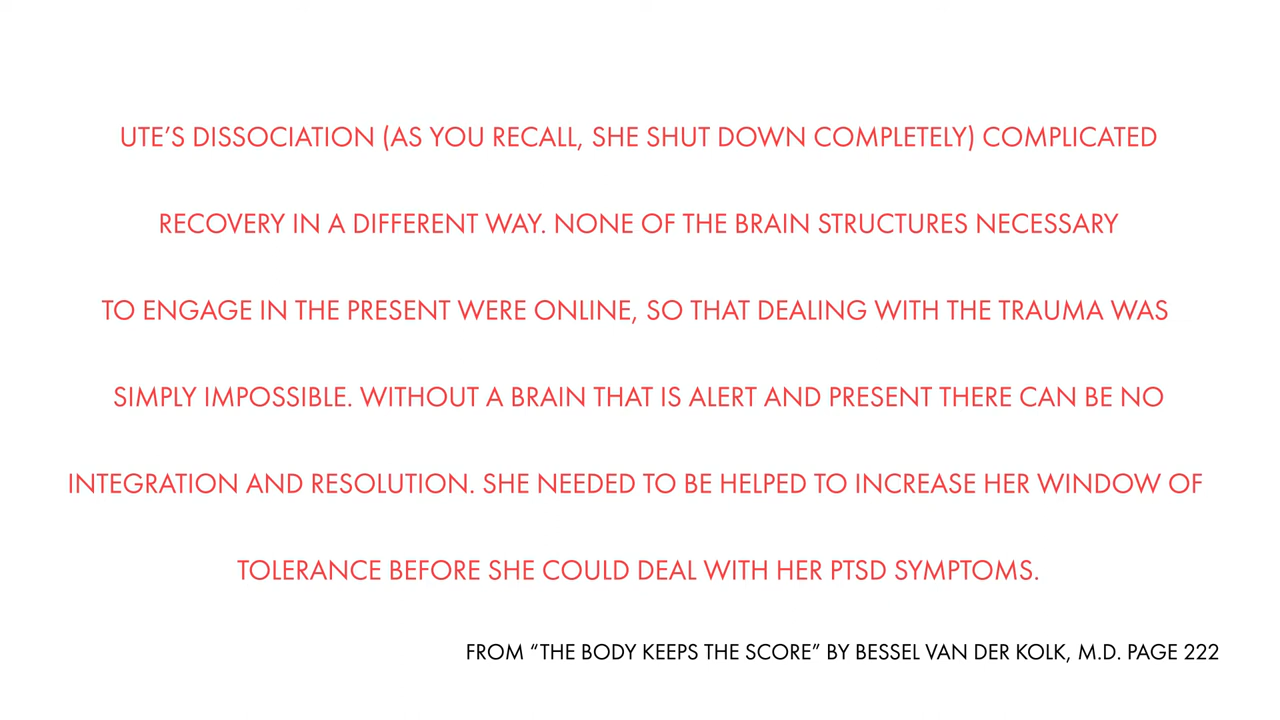 UTE’S DISSOCIATION (AS YOU RECALL, SHE SHUT DOWN COMPLETELY) COMPLICATED
RECOVERY IN A DIFFERENT WAY. NONE OF THE BRAIN STRUCTURES NECESSARY
TO ENGAGE IN THE PRESENT WERE ONLINE, SO THAT DEALING WITH THE TRAUMA WAS
SIMPLY IMPOSSIBLE. WITHOUT A BRAIN THAT IS ALERT AND PRESENT THERE CAN BE NO
INTEGRATION AND RESOLUTION. SHE NEEDED TO BE HELPED TO INCREASE HER WINDOW OF
TOLERANCE BEFORE SHE COULD DEAL WITH HER PTSD SYMPTOMS.
FROM “THE BODY KEEPS THE SCORE” BY BESSEL VAN DER KOLK, M.D. PAGE 222